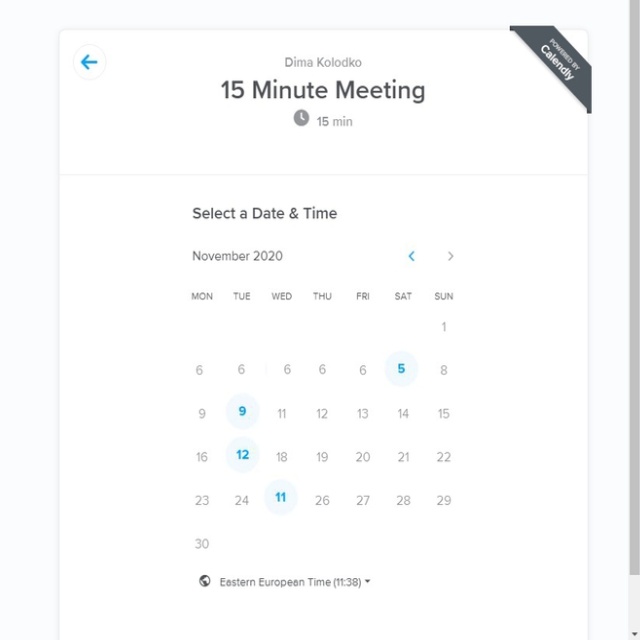 Dima Kolodko
15 Minute Meeting
15 min
POWERED BY
Calendly
Select a Date & Time
November 2020
MON TUE WED THU FRI SAT SUN
1
6 6 6 6 6 5 8
9 9 11 12 13 14 15
16 12 18 19 20 21 22
23 24 11 26 27 28 29
30
Eastern European Time (11:38)